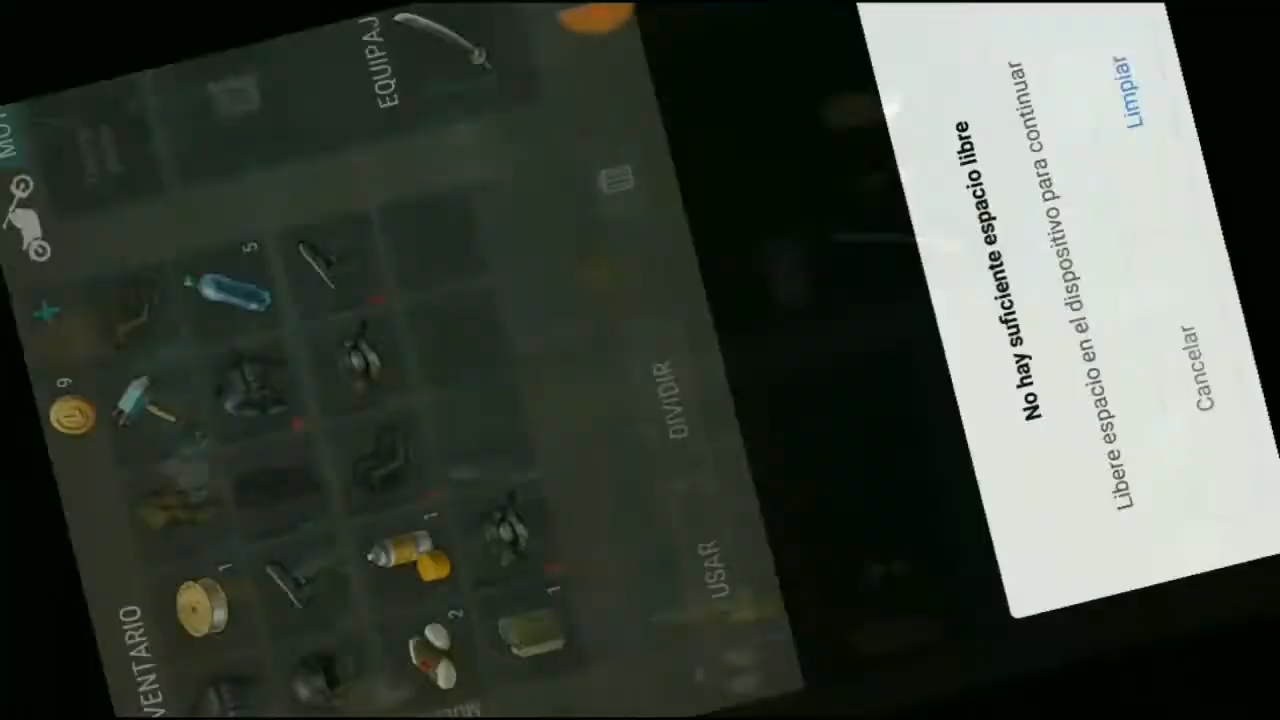 No hay suficiente espacio libre
Libere espacio en el dispositivo para continuar
Cancelar
Limpiar
EQUIPAJ
9
5
1
1
2
1
VENTARIO
DIVIDIR
USAR